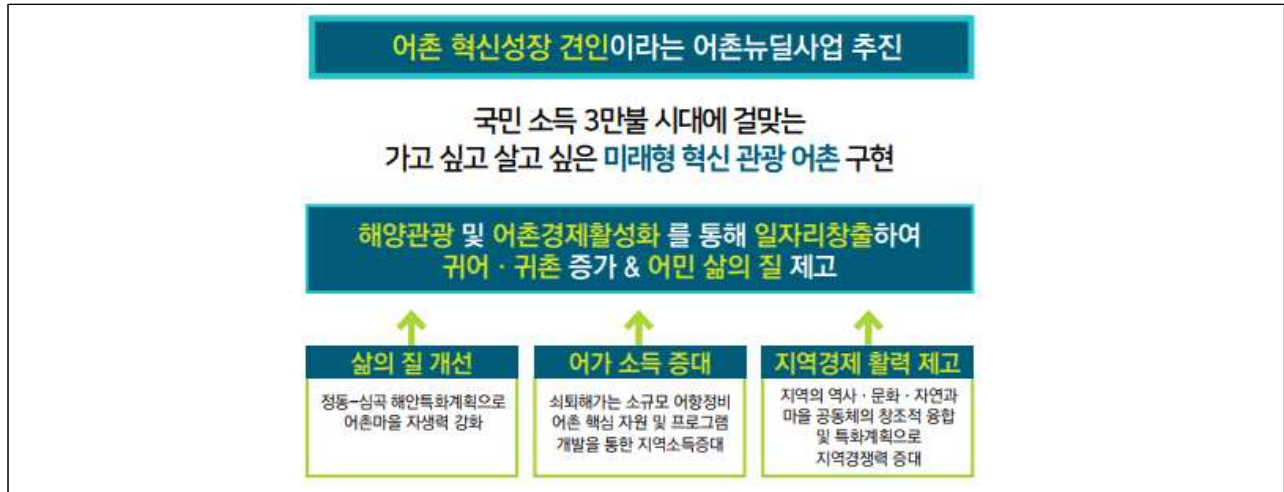 어촌 혁신성장 견인이라는 어촌뉴딜사업 추진
국민 소득 3만불 시대에 걸맞는
가고 싶고 살고 싶은 미래형 혁신 관광 어촌 구현
해양관광 및 어촌경제활성화 를 통해 일자리창출하여
귀어 · 귀촌 증가 & 어민 삶의 질 제고
삶의 질 개선
정동-심곡 해안특화계획으로
어촌마을 자생력 강화
어가 소득 증대
쇠퇴해가는 소규모 어항정비
어촌 핵심 자원 및 프로그램
개발을 통한 지역소득증대
지역경제 활력 제고
지역의 역사 · 문화 · 자연과
마을 공동체의 창조적 융합
및 특화계획으로
지역경쟁력 증대